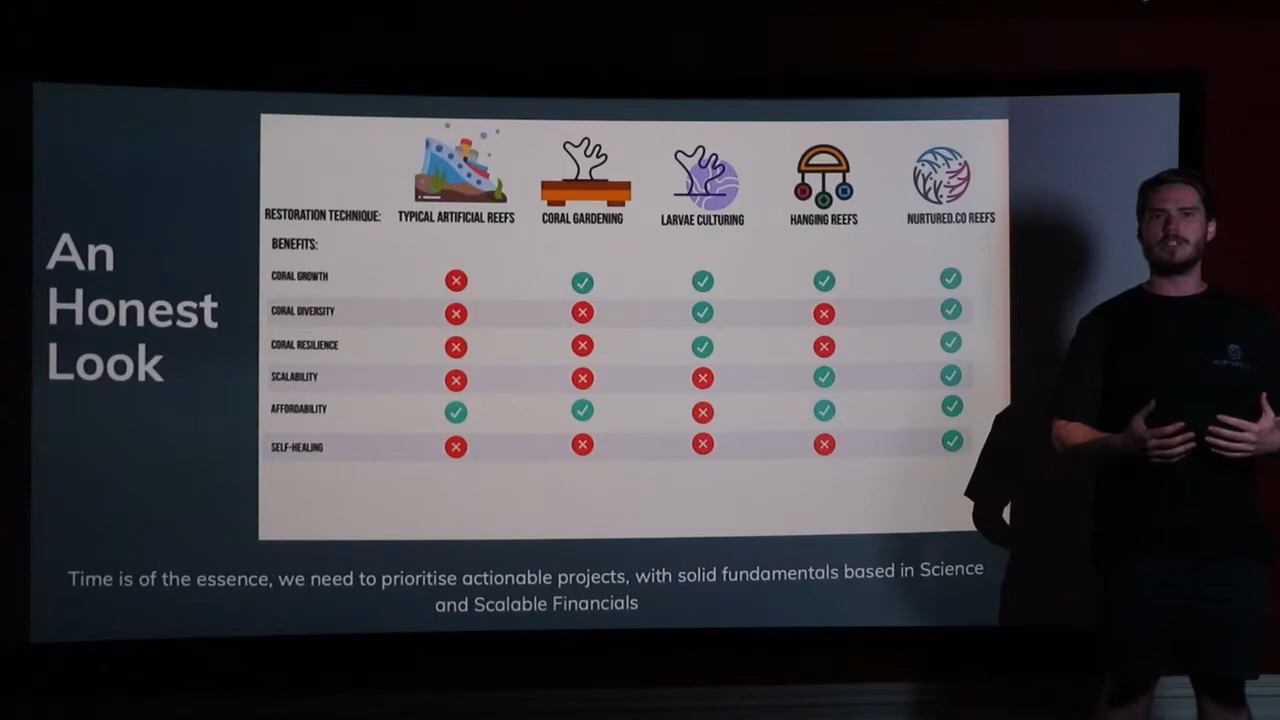 An
Honest
Look
RESTORATION TECHNIQUE:
TYPICAL ARTIFICIAL REEFS
CORAL GARDENING
LARVAE CULTURING
HANGING REEFS
NURTURED.CO REEFS
BENEFITS:
CORAL GROWTH
CORAL DIVERSITY
CORAL RESILIENCE
SCALABILITY
AFFORDABILITY
SELF-HEALING
Time is of the essence, we need to prioritise actionable projects, with solid fundamentals based in Science
and Scalable Financials